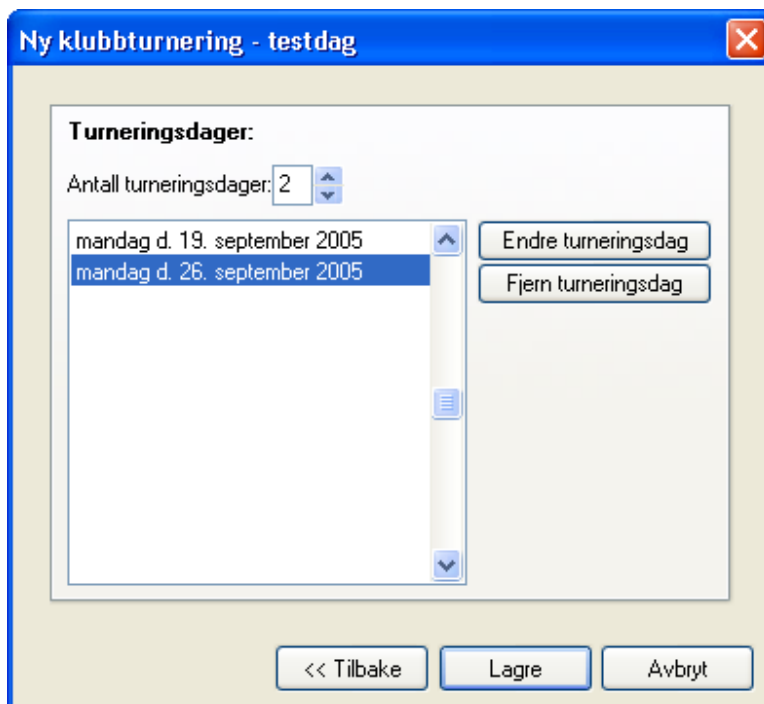 Ny klubbturnering - testdag
Turneringsdager:
Antall turneringsdager: 2
mandag d. 19. september 2005
mandag d. 26. september 2005
Endre turneringsdag
Fjern turneringsdag
<< Tilbake
Lagre
Avbryt